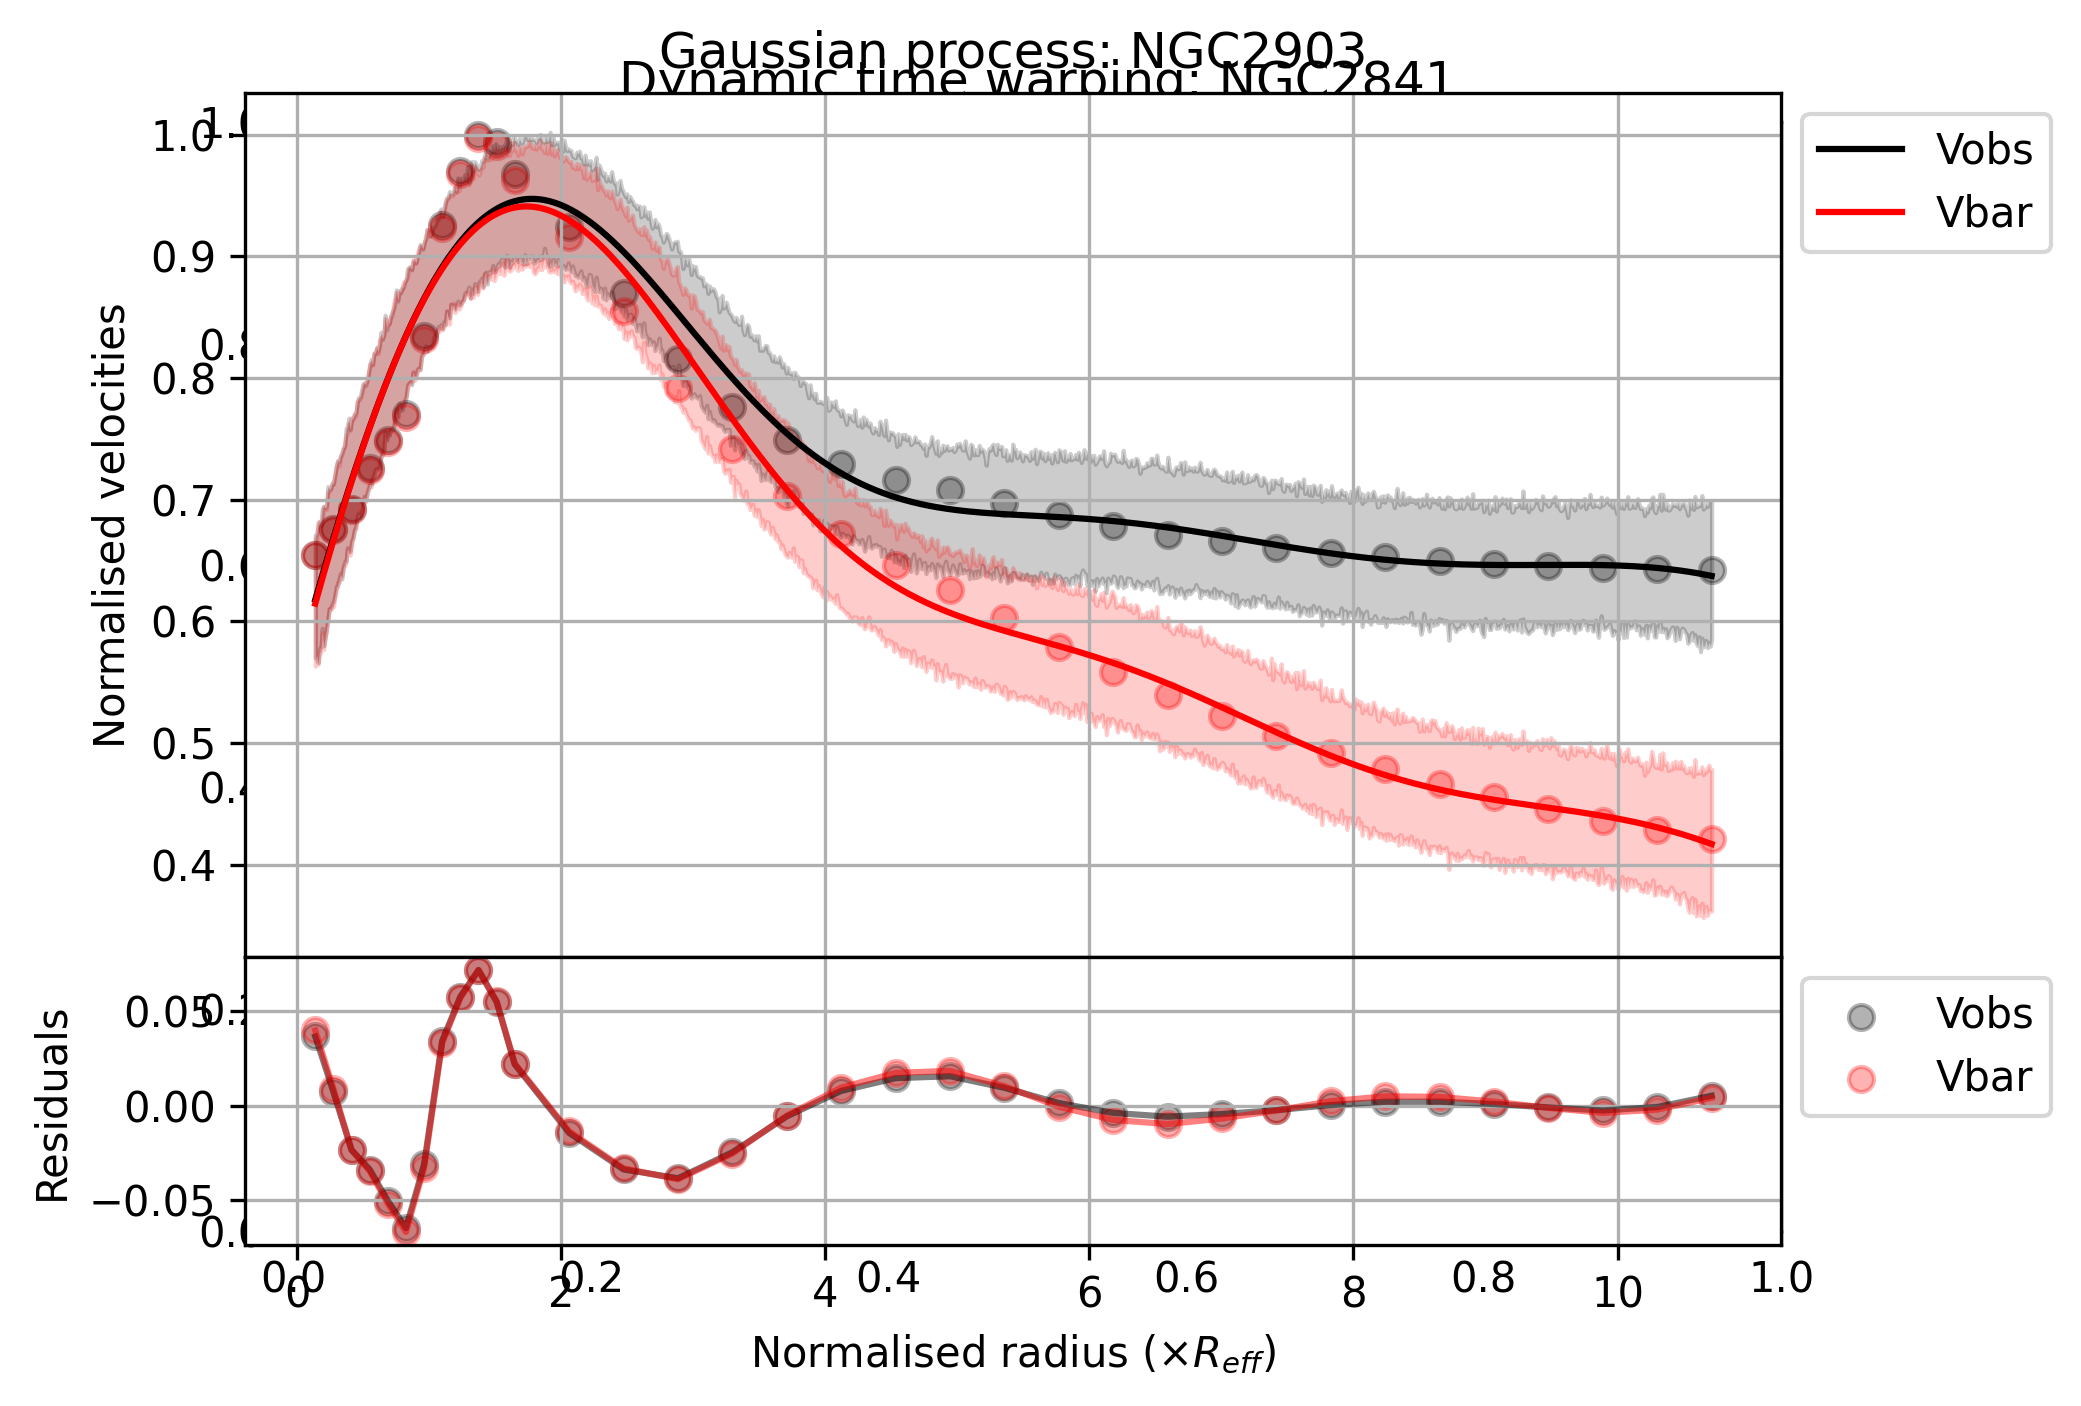 Gaussian process: NGC2903
Dynamic time warping: NGC2841
Normalised velocities
1.0
0.9
0.8
0.7
0.6
0.5
0.4
Vobs
Vbar
Residuals
0.05
0.00
−0.05
Vobs
Vbar
0 2 4 6 8 10
0.0 0.2 0.4 0.6 0.8 1.0
Normalised radius (×R_eff)